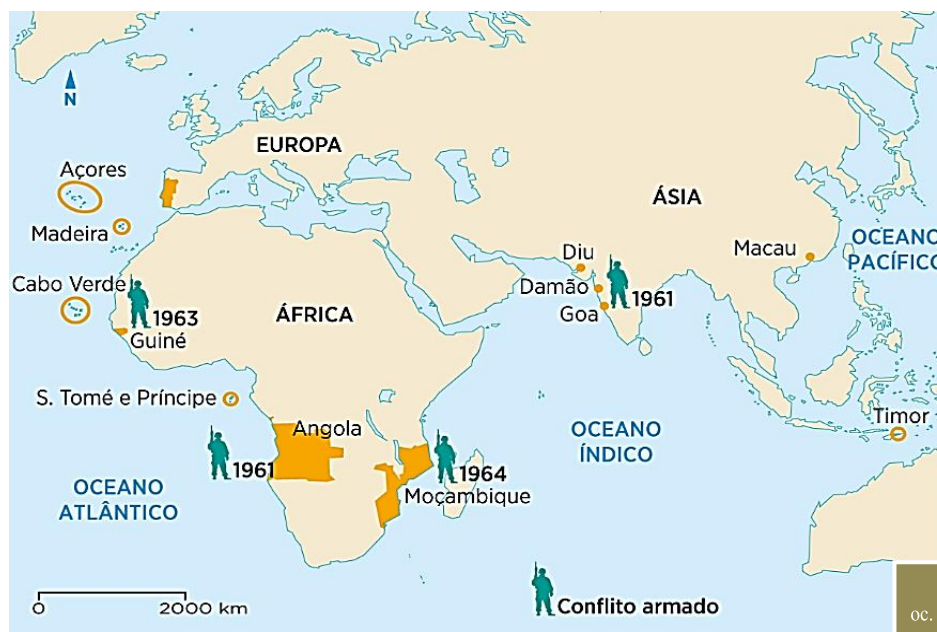 N
EUROPA
Açores
ÁSIA
Madeira
Diu
Macau
OCEANO
PACÍFICO
Cabo Verde
Damão
1961
Goa
1963
ÁFRICA
Guiné
S. Tomé e Príncipe
Angola
Timor
OCEANO
ÍNDICO
1961
1964
Moçambique
OCEANO
ATLÂNTICO
0
2000 km
Conflito armado
oc.